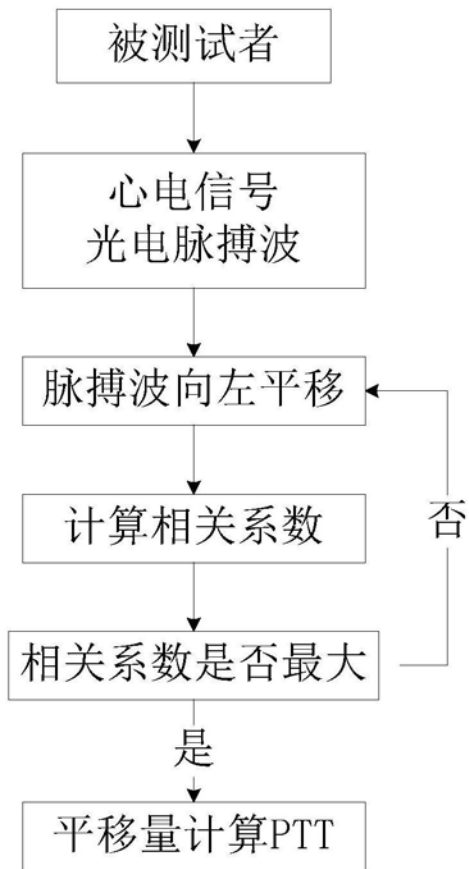 被测试者
心电信号
光电脉搏波
脉搏波向左平移
计算相关系数
否
相关系数是否最大
是
平移量计算PTT